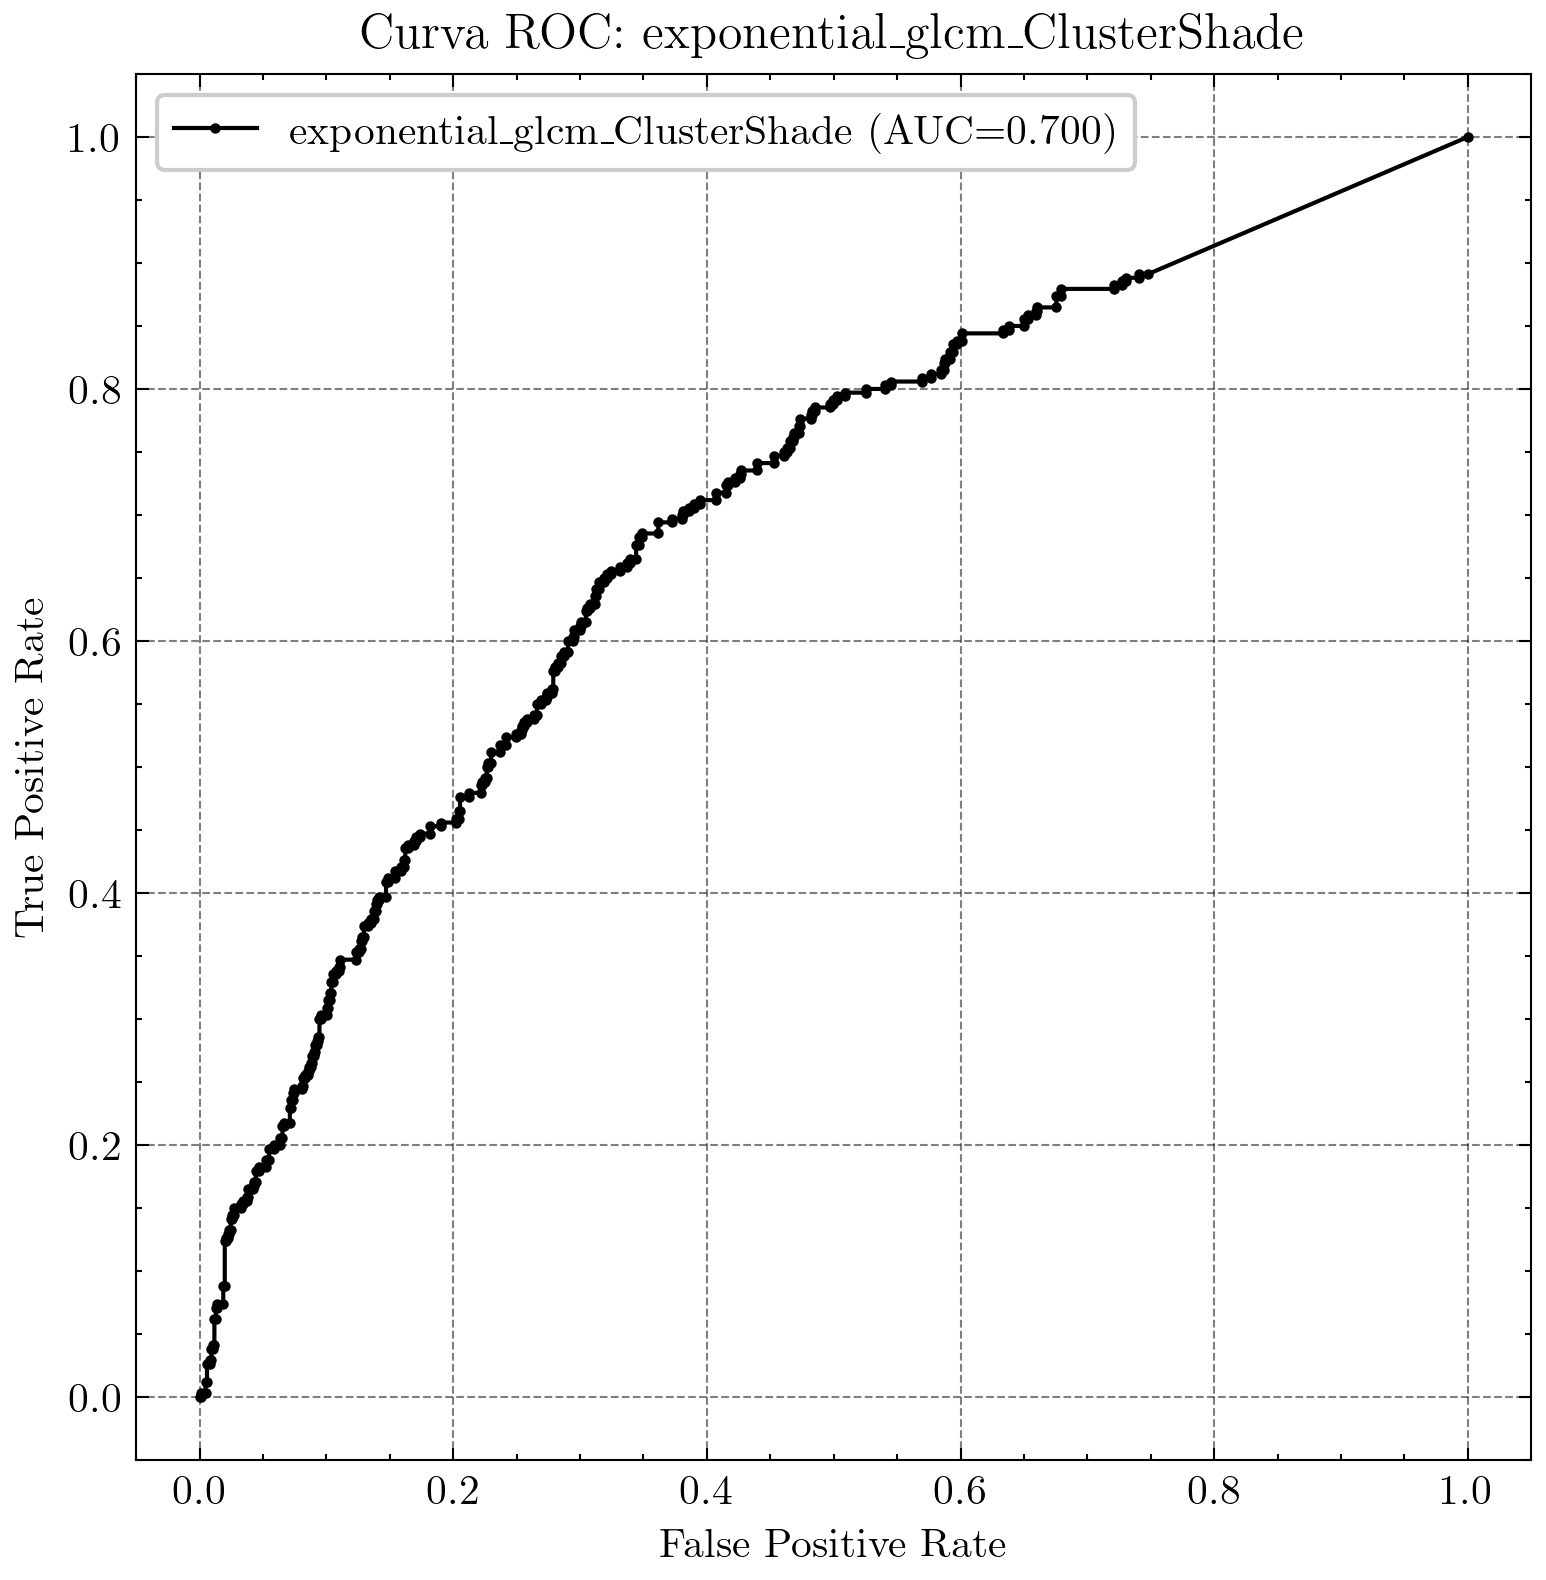 Curva ROC: exponential_glcm_ClusterShade
exponential_glcm_ClusterShade (AUC=0.700)
1.0
0.8
0.6
0.4
0.2
0.0
True Positive Rate
0.0 0.2 0.4 0.6 0.8 1.0
False Positive Rate